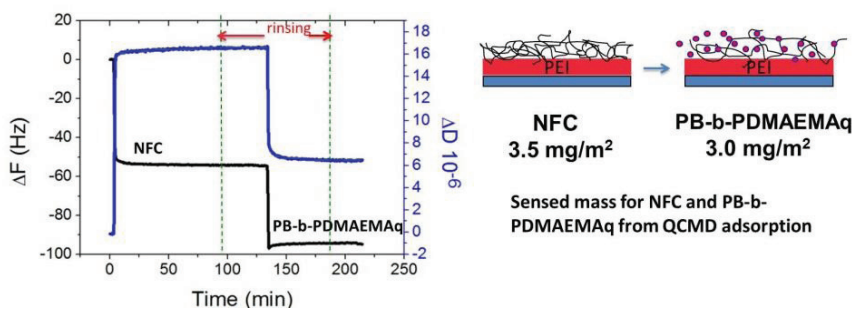 rinsing
20
0
-20
-40
-60
-80
-100
ΔF (Hz)
NFC
PB-b-PDMAEMAq
18
16
14
12
10
8
6
4
2
0
-2
ΔD 10-6
0
50
100
150
200
250
Time (min)
PEI
PEI
NFC
3.5 mg/m²
PB-b-PDMAEMAq
3.0 mg/m²
Sensed mass for NFC and PB-b-
PDMAEMAq from QCMD adsorption